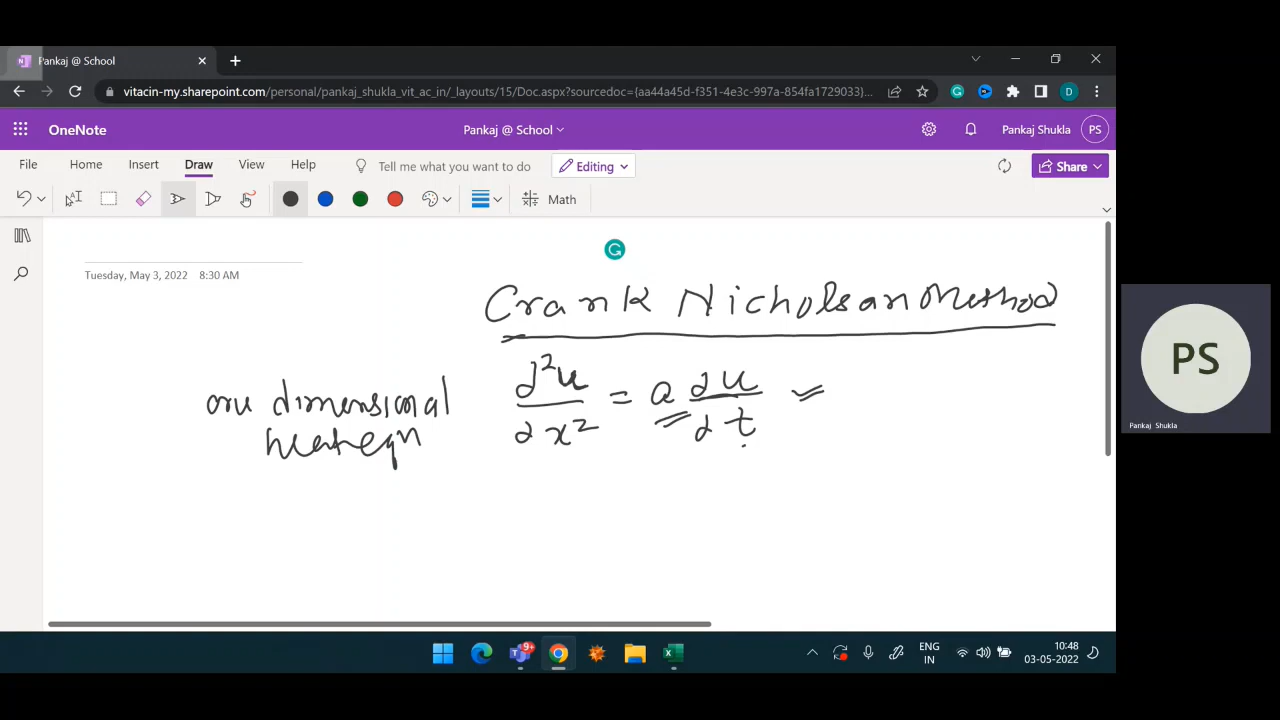 Pankaj @ School
vitacin-my.sharepoint.com/personal/pankaj_shukla_vit_ac_in/_layouts/15/Doc.aspx?sourcedoc={aa44a45d-f351-4e3c-997a-854fa1729033}...
D
OneNote
Pankaj @ School
Pankaj Shukla
PS
File Home Insert Draw View Help
Tell me what you want to do
Editing
Share
Math
Tuesday, May 3, 2022 8:30 AM
Crank Nicholsan Method
one dimensional
heat eqn
∂²u/∂x² = a ∂u/∂t
PS
Pankaj Shukla
9+
ENG
IN
10:48
03-05-2022